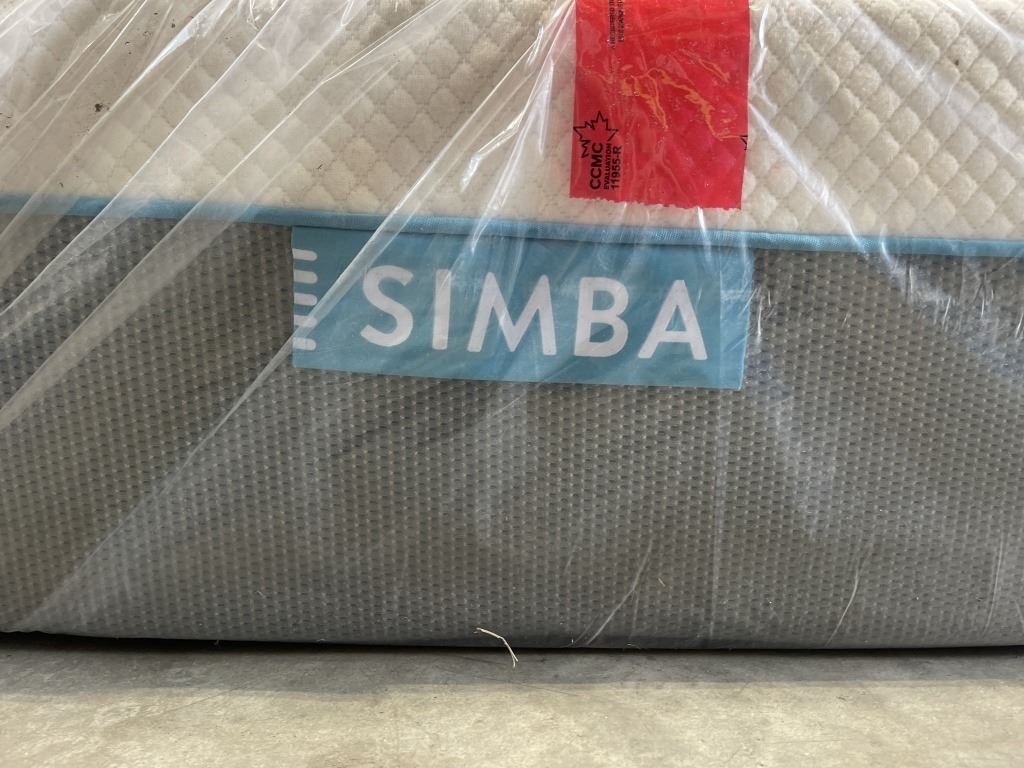 CCMC
EVALUATION
11955-R
SIMBA